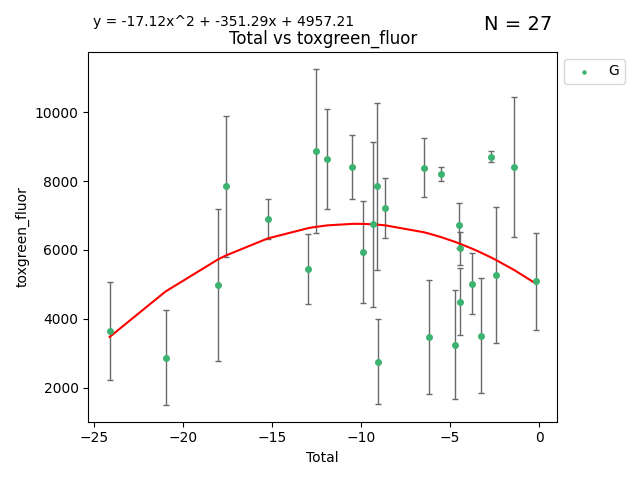 y = -17.12x^2 + -351.29x + 4957.21
N = 27
Total vs toxgreen_fluor
G
toxgreen_fluor
10000
8000
6000
4000
2000
−25 −20 −15 −10 −5 0
Total